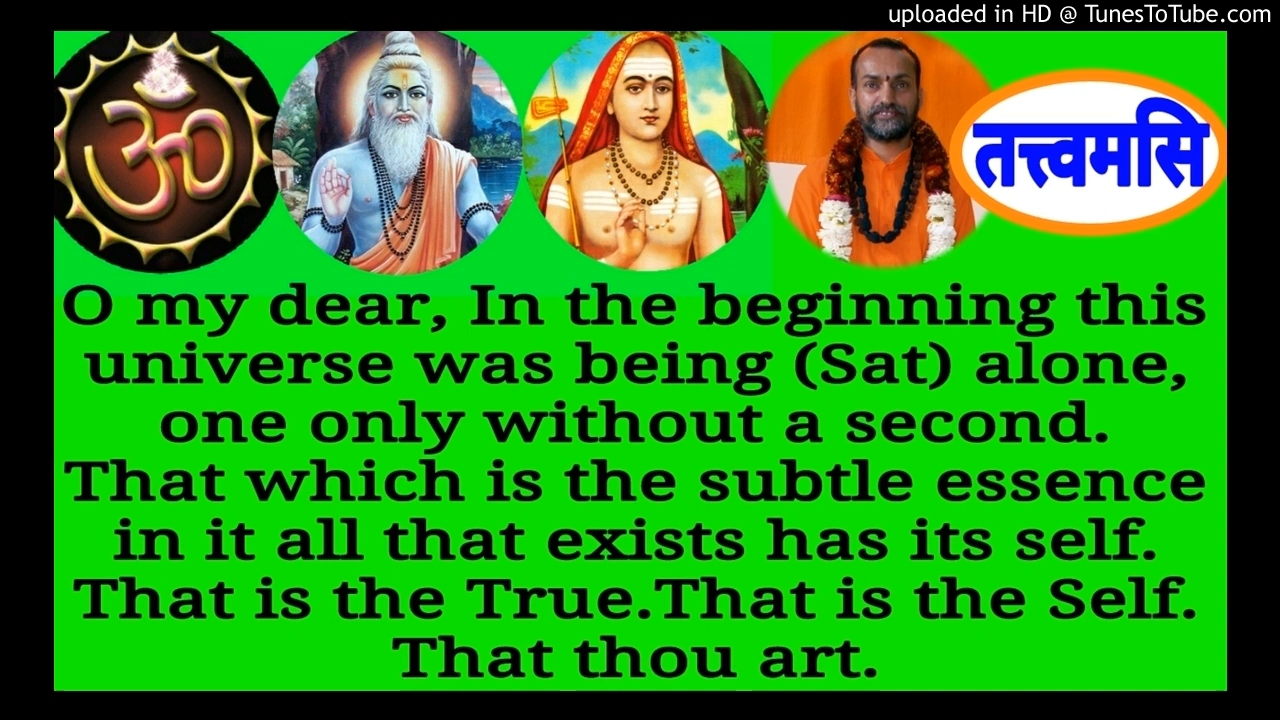 uploaded in HD @ TunesToTube.com
ॐ
तत्त्वमसि
O my dear, In the beginning this
universe was being (Sat) alone,
one only without a second.
That which is the subtle essence
in it all that exists has its self.
That is the True.That is the Self.
That thou art.